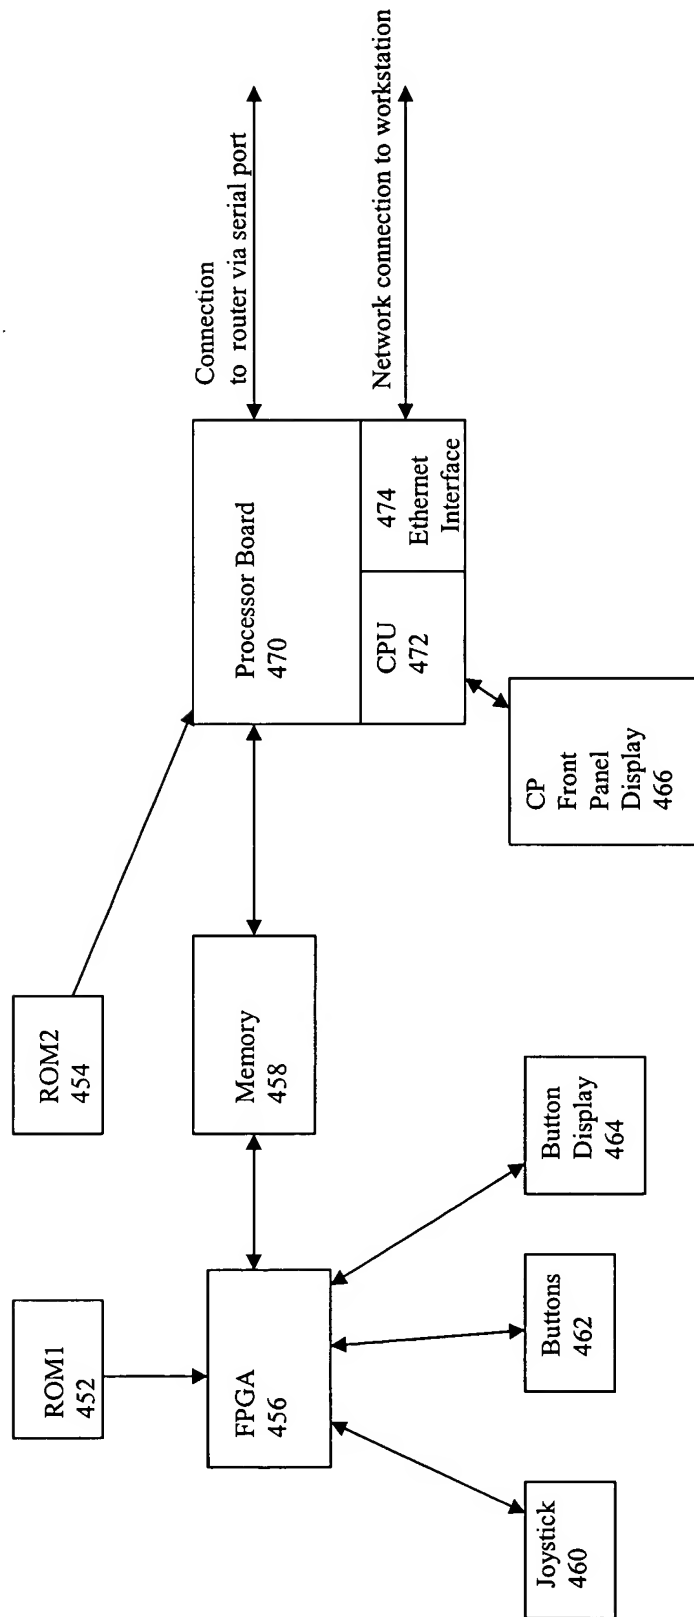 ROM1
452
ROM2
454
FPGA
456
Memory
458
Processor Board
470
CPU
472
474
Ethernet
Interface
Connection
to router via serial port
Network connection to workstation
Joystick
460
Buttons
462
Button
Display
464
CP
Front
Panel
Display
466